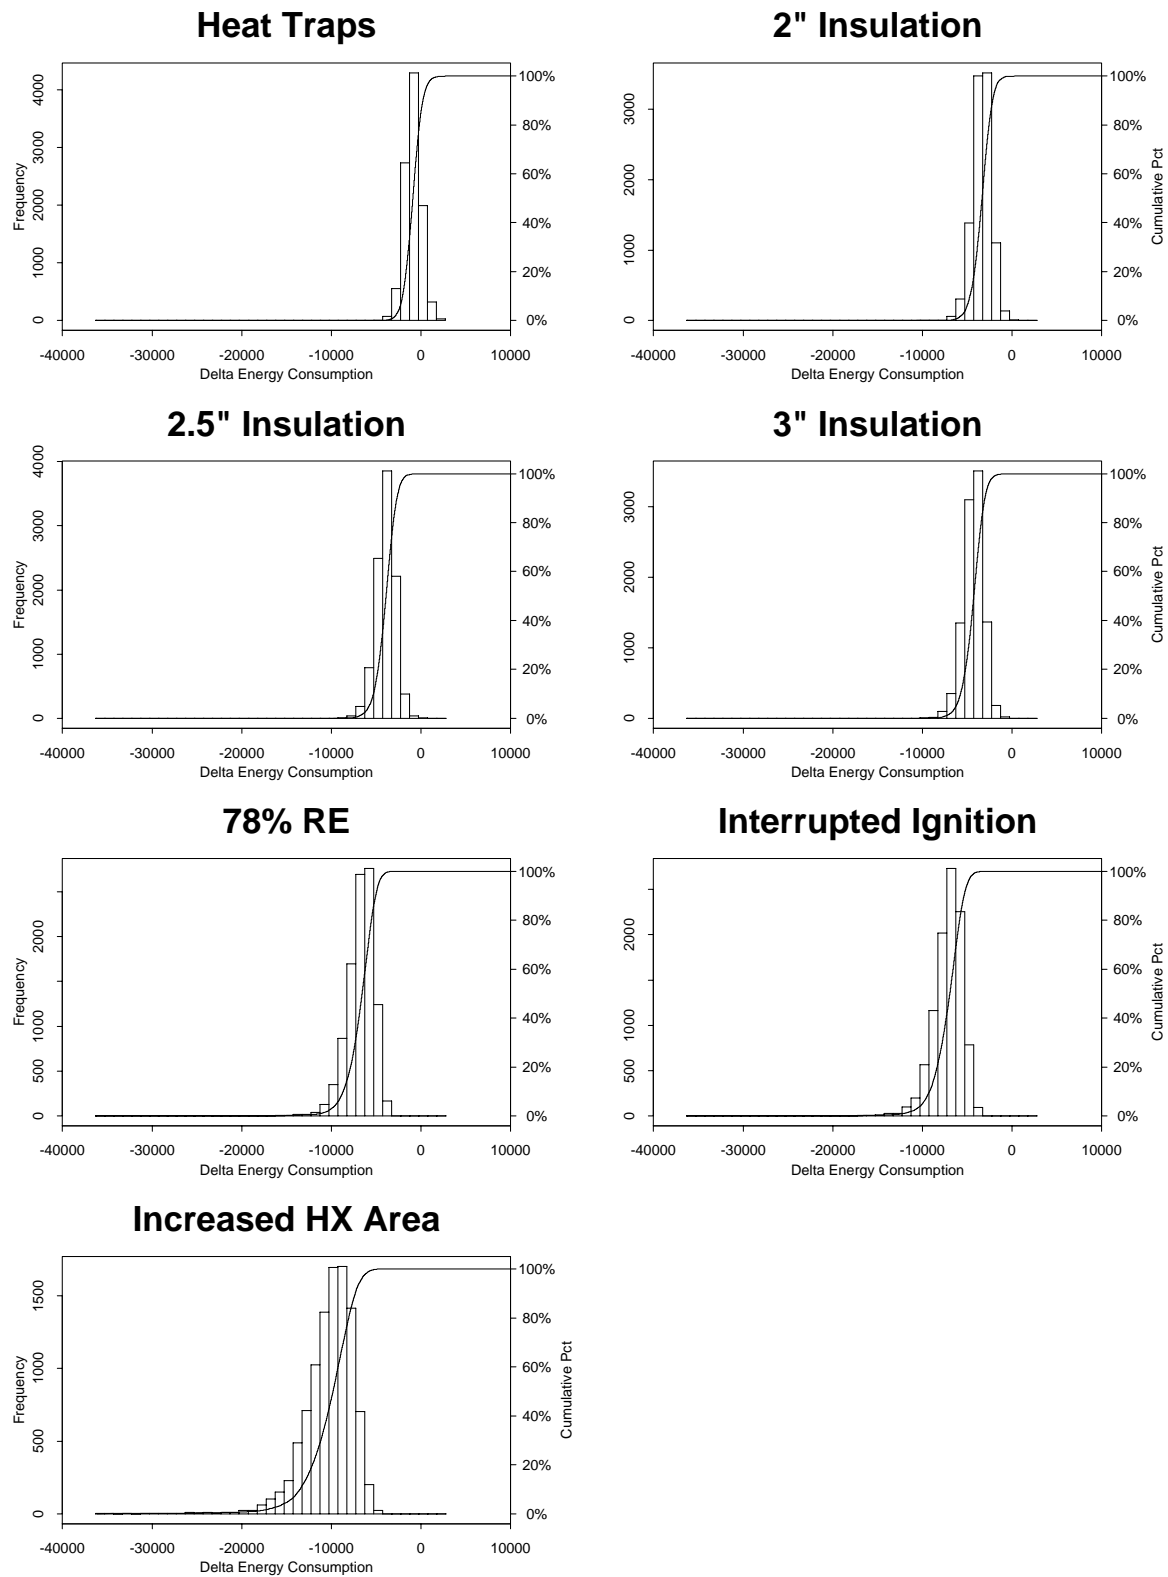 Heat Traps
4000
3000
2000
1000
0
Frequency
100%
80%
60%
40%
20%
0%
-40000 -30000 -20000 -10000 0 10000
Delta Energy Consumption
2" Insulation
3000
2000
1000
0
100%
80%
60%
40%
20%
0%
Cumulative Pct
-40000 -30000 -20000 -10000 0 10000
Delta Energy Consumption
2.5" Insulation
4000
3000
2000
1000
0
Frequency
100%
80%
60%
40%
20%
0%
-40000 -30000 -20000 -10000 0 10000
Delta Energy Consumption
3" Insulation
3000
2000
1000
0
100%
80%
60%
40%
20%
0%
Cumulative Pct
-40000 -30000 -20000 -10000 0 10000
Delta Energy Consumption
78% RE
2000
1000
500
0
Frequency
100%
80%
60%
40%
20%
0%
-40000 -30000 -20000 -10000 0 10000
Delta Energy Consumption
Interrupted Ignition
2000
1000
500
0
100%
80%
60%
40%
20%
0%
Cumulative Pct
-40000 -30000 -20000 -10000 0 10000
Delta Energy Consumption
Increased HX Area
1500
1000
500
0
Frequency
100%
80%
60%
40%
20%
0%
Cumulative Pct
-40000 -30000 -20000 -10000 0 10000
Delta Energy Consumption